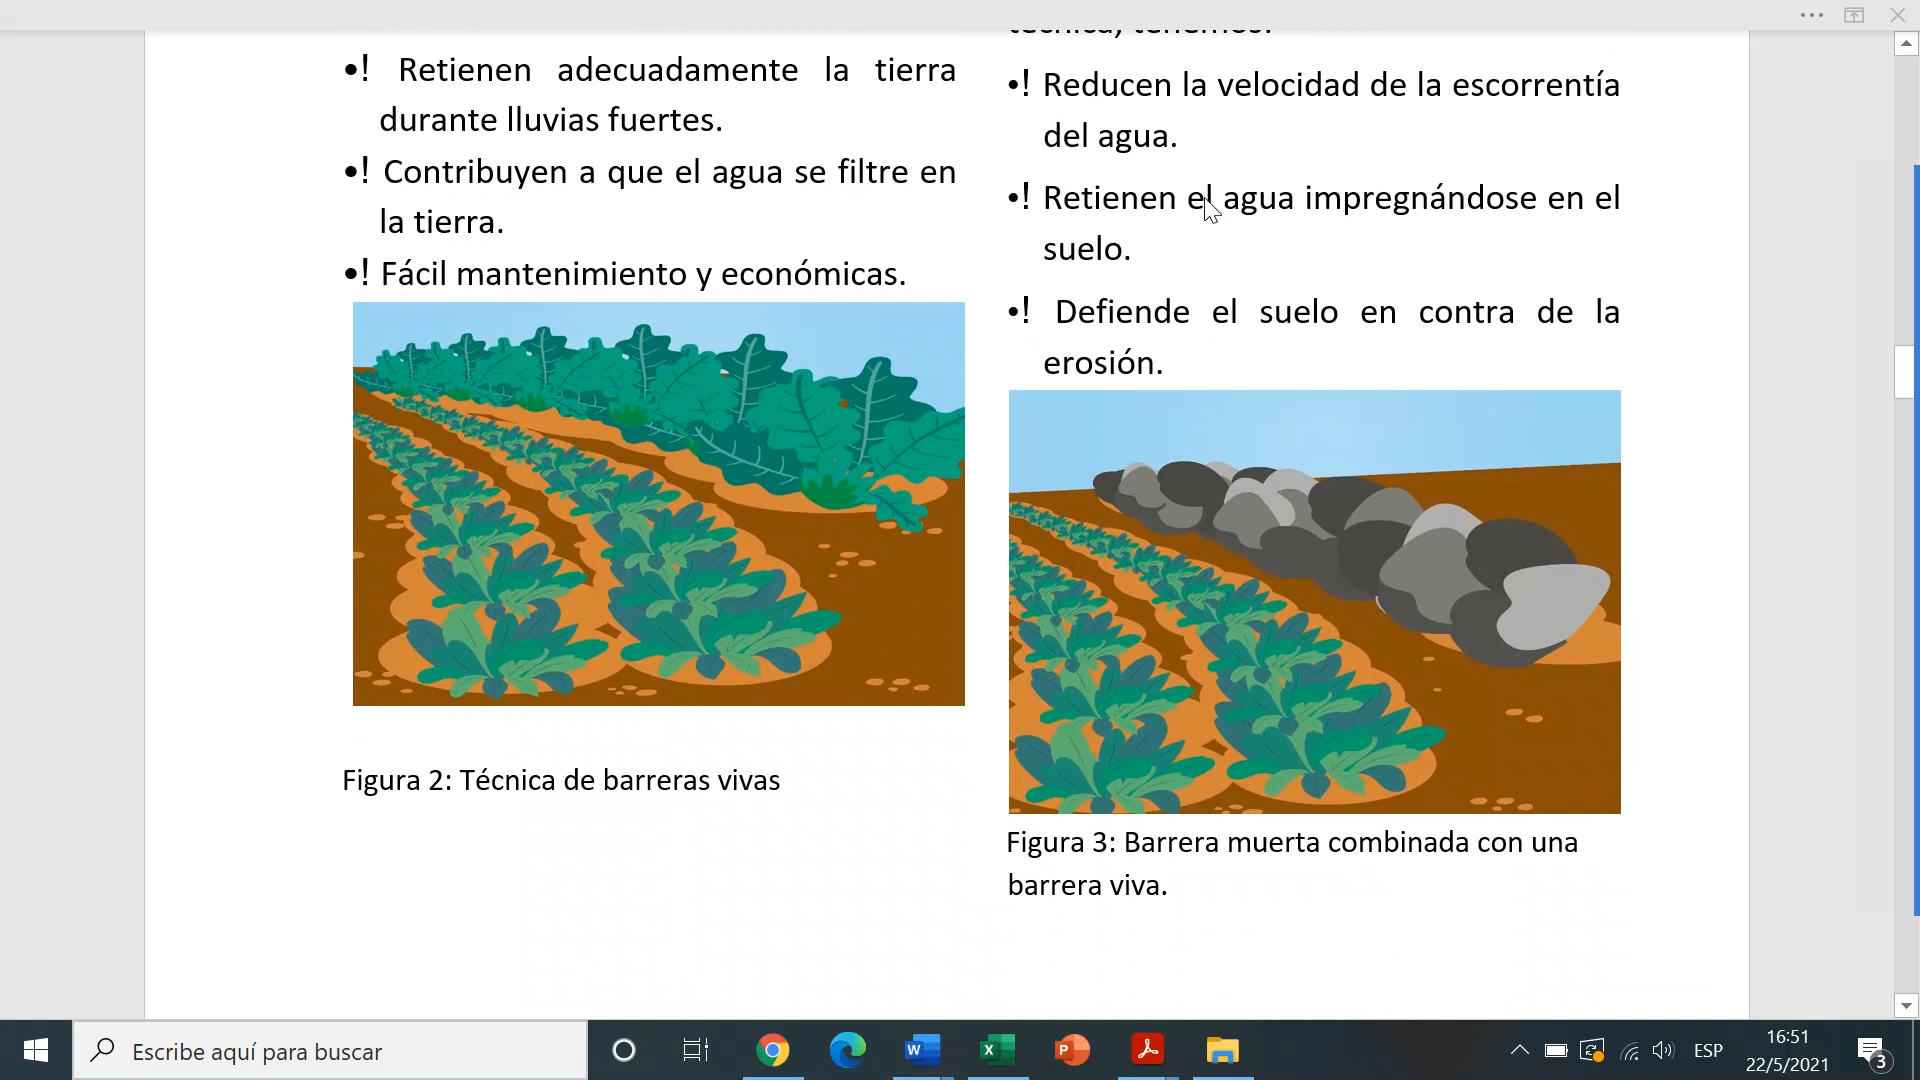 •! Retienen adecuadamente la tierra
durante lluvias fuertes.
•! Contribuyen a que el agua se filtre en
la tierra.
•! Fácil mantenimiento y económicas.
Figura 2: Técnica de barreras vivas
técnica, tenemos:
•! Reducen la velocidad de la escorrentía
del agua.
•! Retienen el agua impregnándose en el
suelo.
•! Defiende el suelo en contra de la
erosión.
Figura 3: Barrera muerta combinada con una
barrera viva.
Escribe aquí para buscar
ESP
16:51
22/5/2021
3